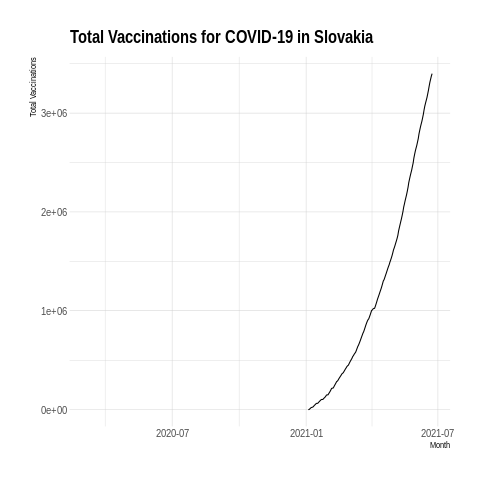 Total Vaccinations for COVID-19 in Slovakia
Total Vaccinations
3e+06
2e+06
1e+06
0e+00
2020-07 2021-01 2021-07
Month